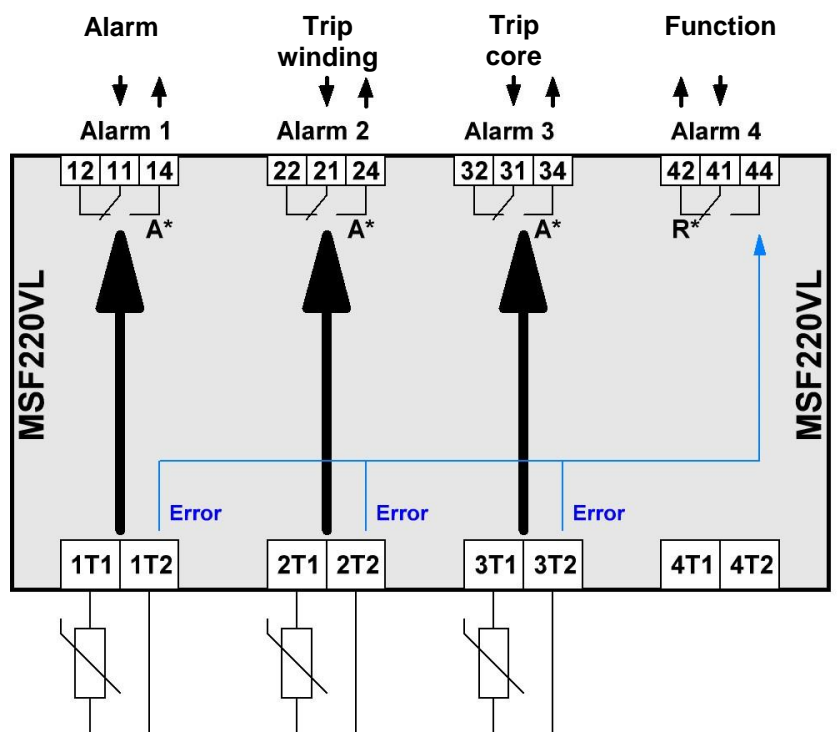 Alarm Trip winding Trip core Function
Alarm 1 Alarm 2 Alarm 3 Alarm 4
12 11 14 22 21 24 32 31 34 42 41 44
A* A* A* R*
MSF220VL MSF220VL
Error Error Error
1T1 1T2 2T1 2T2 3T1 3T2 4T1 4T2